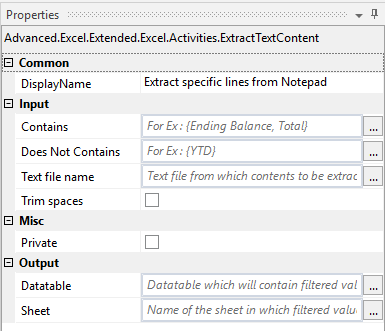 Properties
Advanced.Excel.Extended.Excel.Activities.ExtractTextContent
Common
DisplayName Extract specific lines from Notepad
Input
Contains For Ex : {Ending Balance, Total} ...
Does Not Contains For Ex : {YTD} ...
Text file name Text file from which contents to be extrac ...
Trim spaces
Misc
Private
Output
Datatable Datatable which will contain filtered val ...
Sheet Name of the sheet in which filtered valu ...